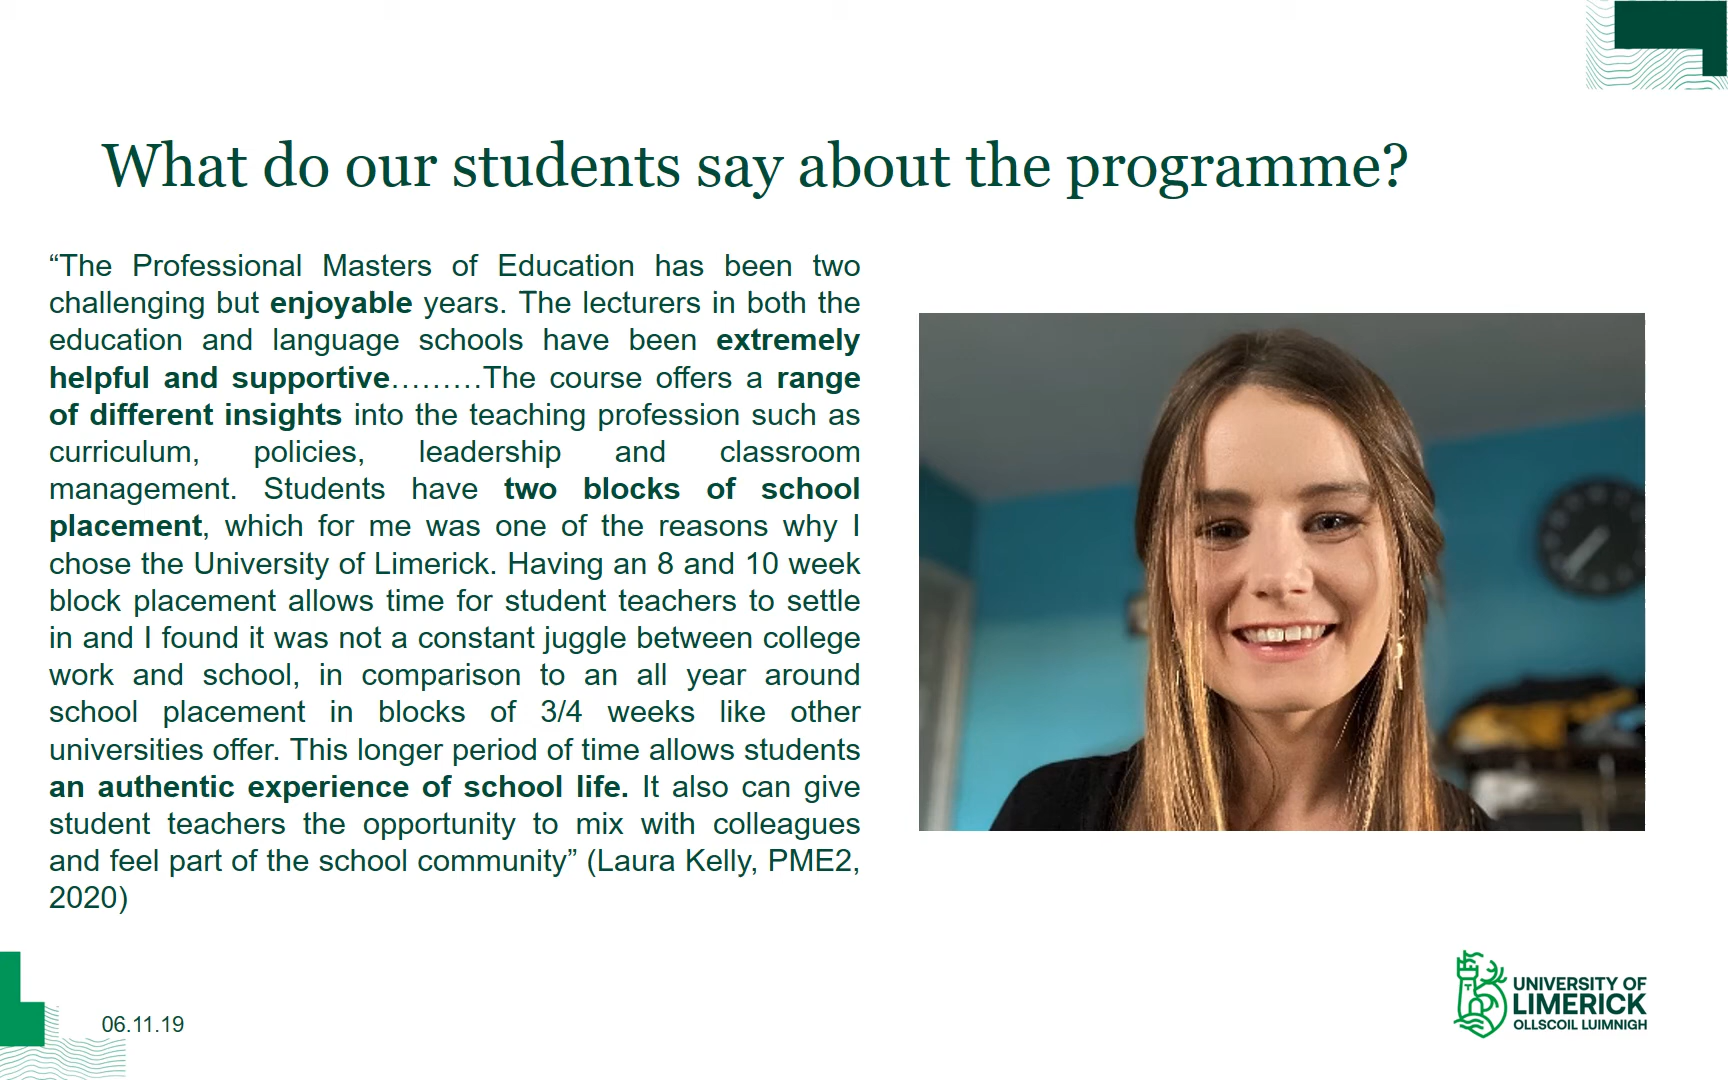 What do our students say about the programme?
“The Professional Masters of Education has been two
challenging but enjoyable years. The lecturers in both the
education and language schools have been extremely
helpful and supportive………The course offers a range
of different insights into the teaching profession such as
curriculum, policies, leadership and classroom
management. Students have two blocks of school
placement, which for me was one of the reasons why I
chose the University of Limerick. Having an 8 and 10 week
block placement allows time for student teachers to settle
in and I found it was not a constant juggle between college
work and school, in comparison to an all year around
school placement in blocks of 3/4 weeks like other
universities offer. This longer period of time allows students
an authentic experience of school life. It also can give
student teachers the opportunity to mix with colleagues
and feel part of the school community” (Laura Kelly, PME2,
2020)
06.11.19
UNIVERSITY OF
LIMERICK
OLLSCOIL LUIMNIGH